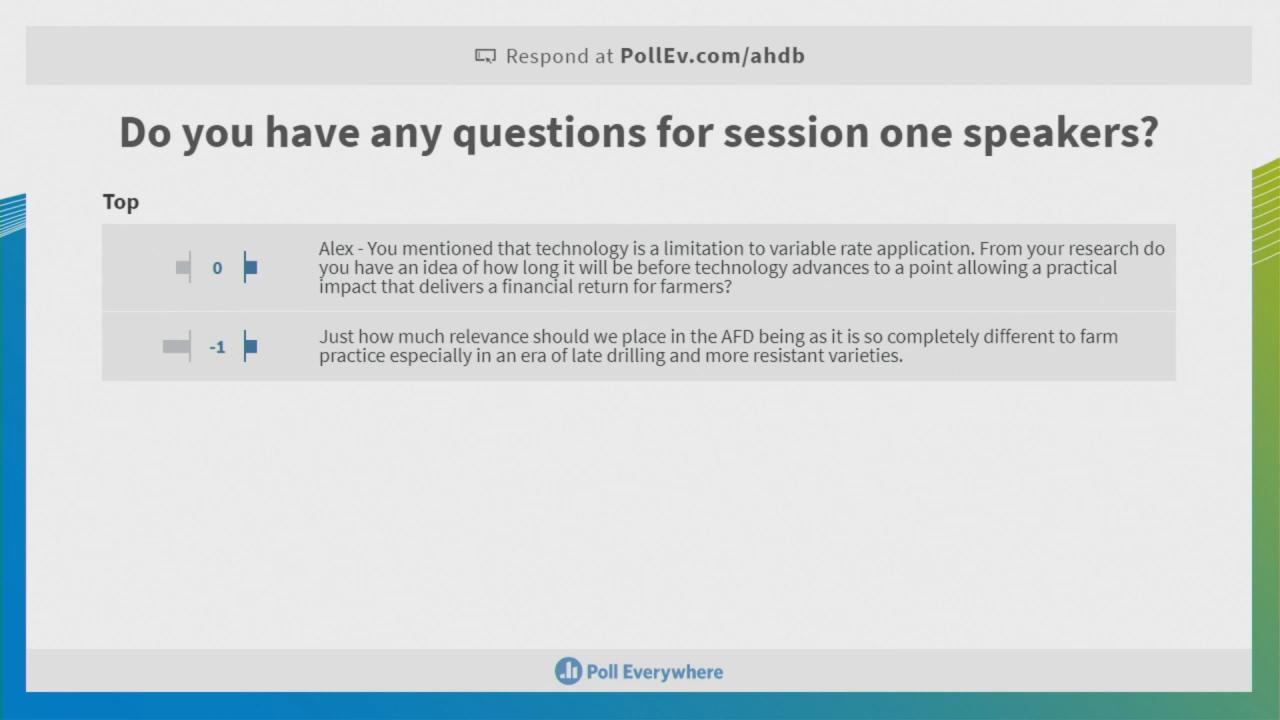 Respond at PollEv.com/ahdb
Do you have any questions for session one speakers?
Top
0
Alex - You mentioned that technology is a limitation to variable rate application. From your research do
you have an idea of how long it will be before technology advances to a point allowing a practical
impact that delivers a financial return for farmers?
-1
Just how much relevance should we place in the AFD being as it is so completely different to farm
practice especially in an era of late drilling and more resistant varieties.
Poll Everywhere